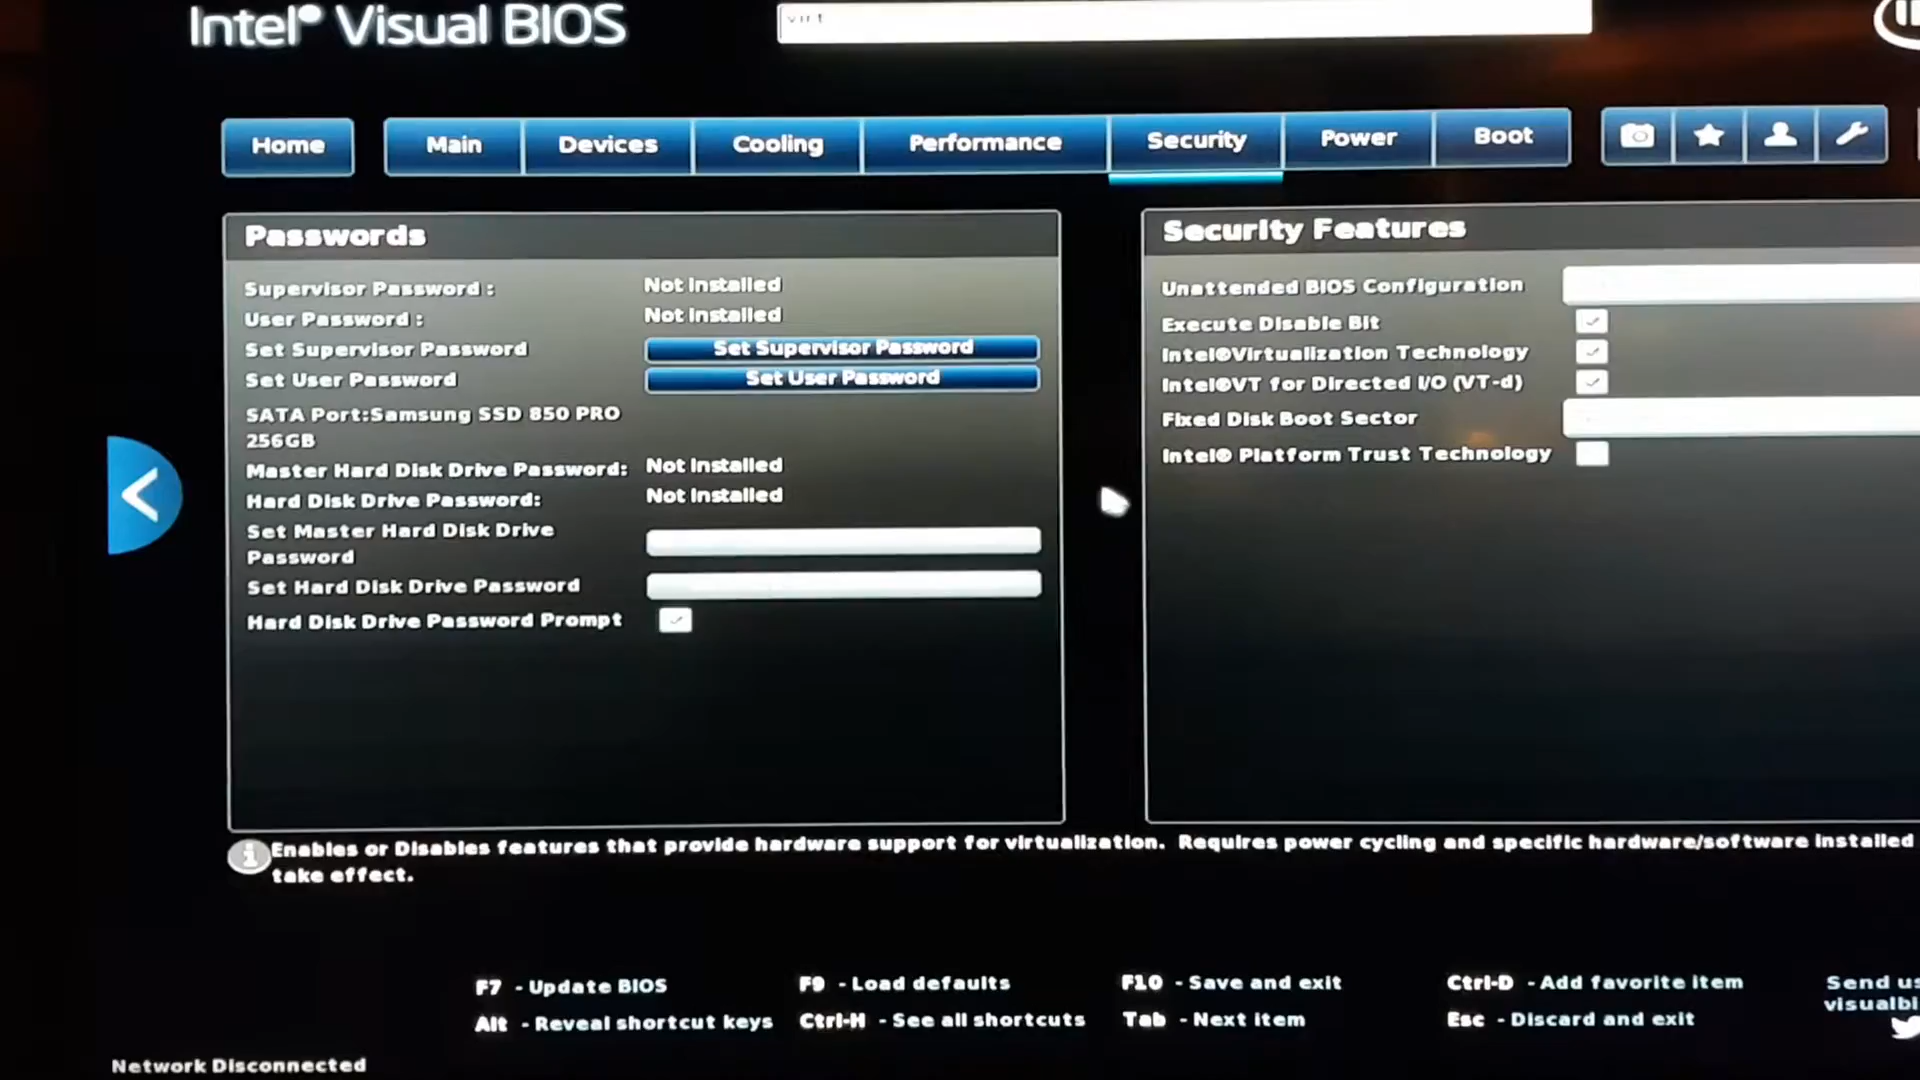 Intel® Visual BIOS
virt
Home
Main
Devices
Cooling
Performance
Security
Power
Boot
Passwords
Supervisor Password : Not Installed
User Password : Not Installed
Set Supervisor Password Set Supervisor Password
Set User Password Set User Password
SATA Port:Samsung SSD 850 PRO
256GB
Master Hard Disk Drive Password: Not Installed
Hard Disk Drive Password: Not Installed
Set Master Hard Disk Drive
Password
Set Hard Disk Drive Password
Hard Disk Drive Password Prompt
Security Features
Unattended BIOS Configuration
Execute Disable Bit
Intel®Virtualization Technology
Intel®VT for Directed I/O (VT-d)
Fixed Disk Boot Sector
Intel® Platform Trust Technology
Enables or Disables features that provide hardware support for virtualization. Requires power cycling and specific hardware/software installed
take effect.
F7 - Update BIOS
F9 - Load defaults
F10 - Save and exit
Ctrl-D - Add favorite item
Send us
Alt - Reveal shortcut keys
Ctrl-H - See all shortcuts
Tab - Next item
Esc - Discard and exit
visualbi
Network Disconnected